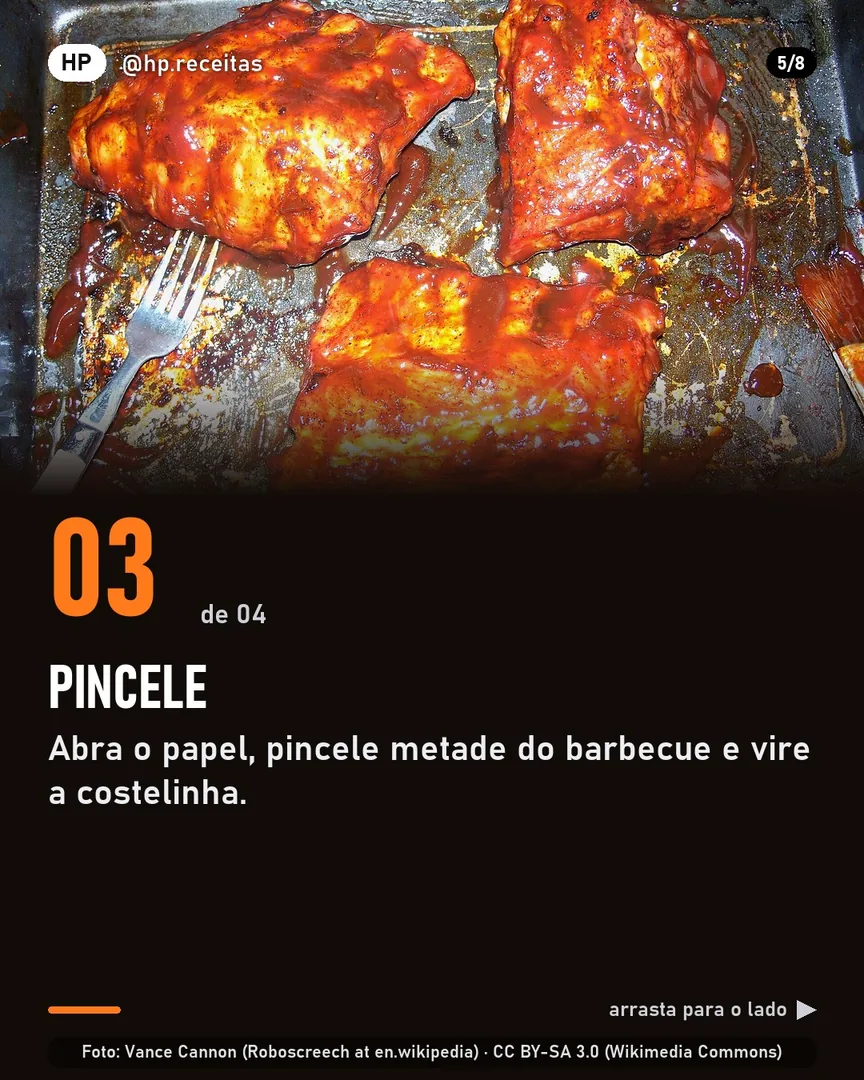 HP @hp.receitas 5/8
03
de 04
PINCELE
Abra o papel, pincele metade do barbecue e vire
a costelinha.
arrasta para o lado ▶
Foto: Vance Cannon (Roboscreech at en.wikipedia) · CC BY-SA 3.0 (Wikimedia Commons)